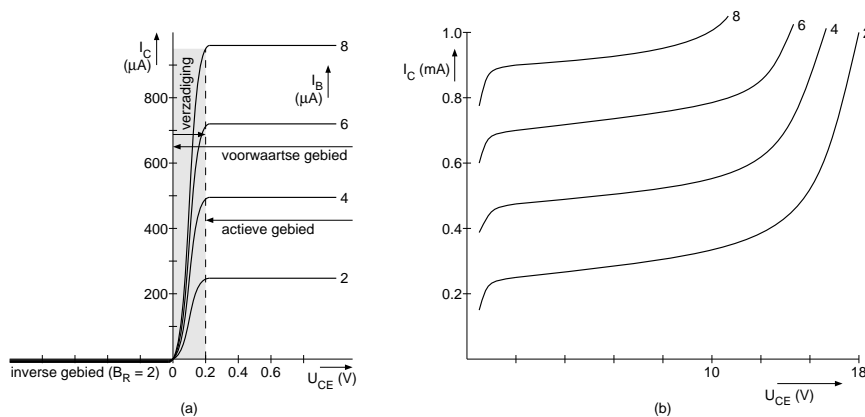 I_C
(μA)
800
600
400
200
verzadiging
I_B
(μA)
8
6
4
2
voorwaartse gebied
actieve gebied
inverse gebied (B_R = 2)
0
0.2
0.4
0.6
U_CE (V)
(a)
I_C (mA)
1.0
0.8
0.6
0.4
0.2
8
6
4
2
10
18
U_CE (V)
(b)